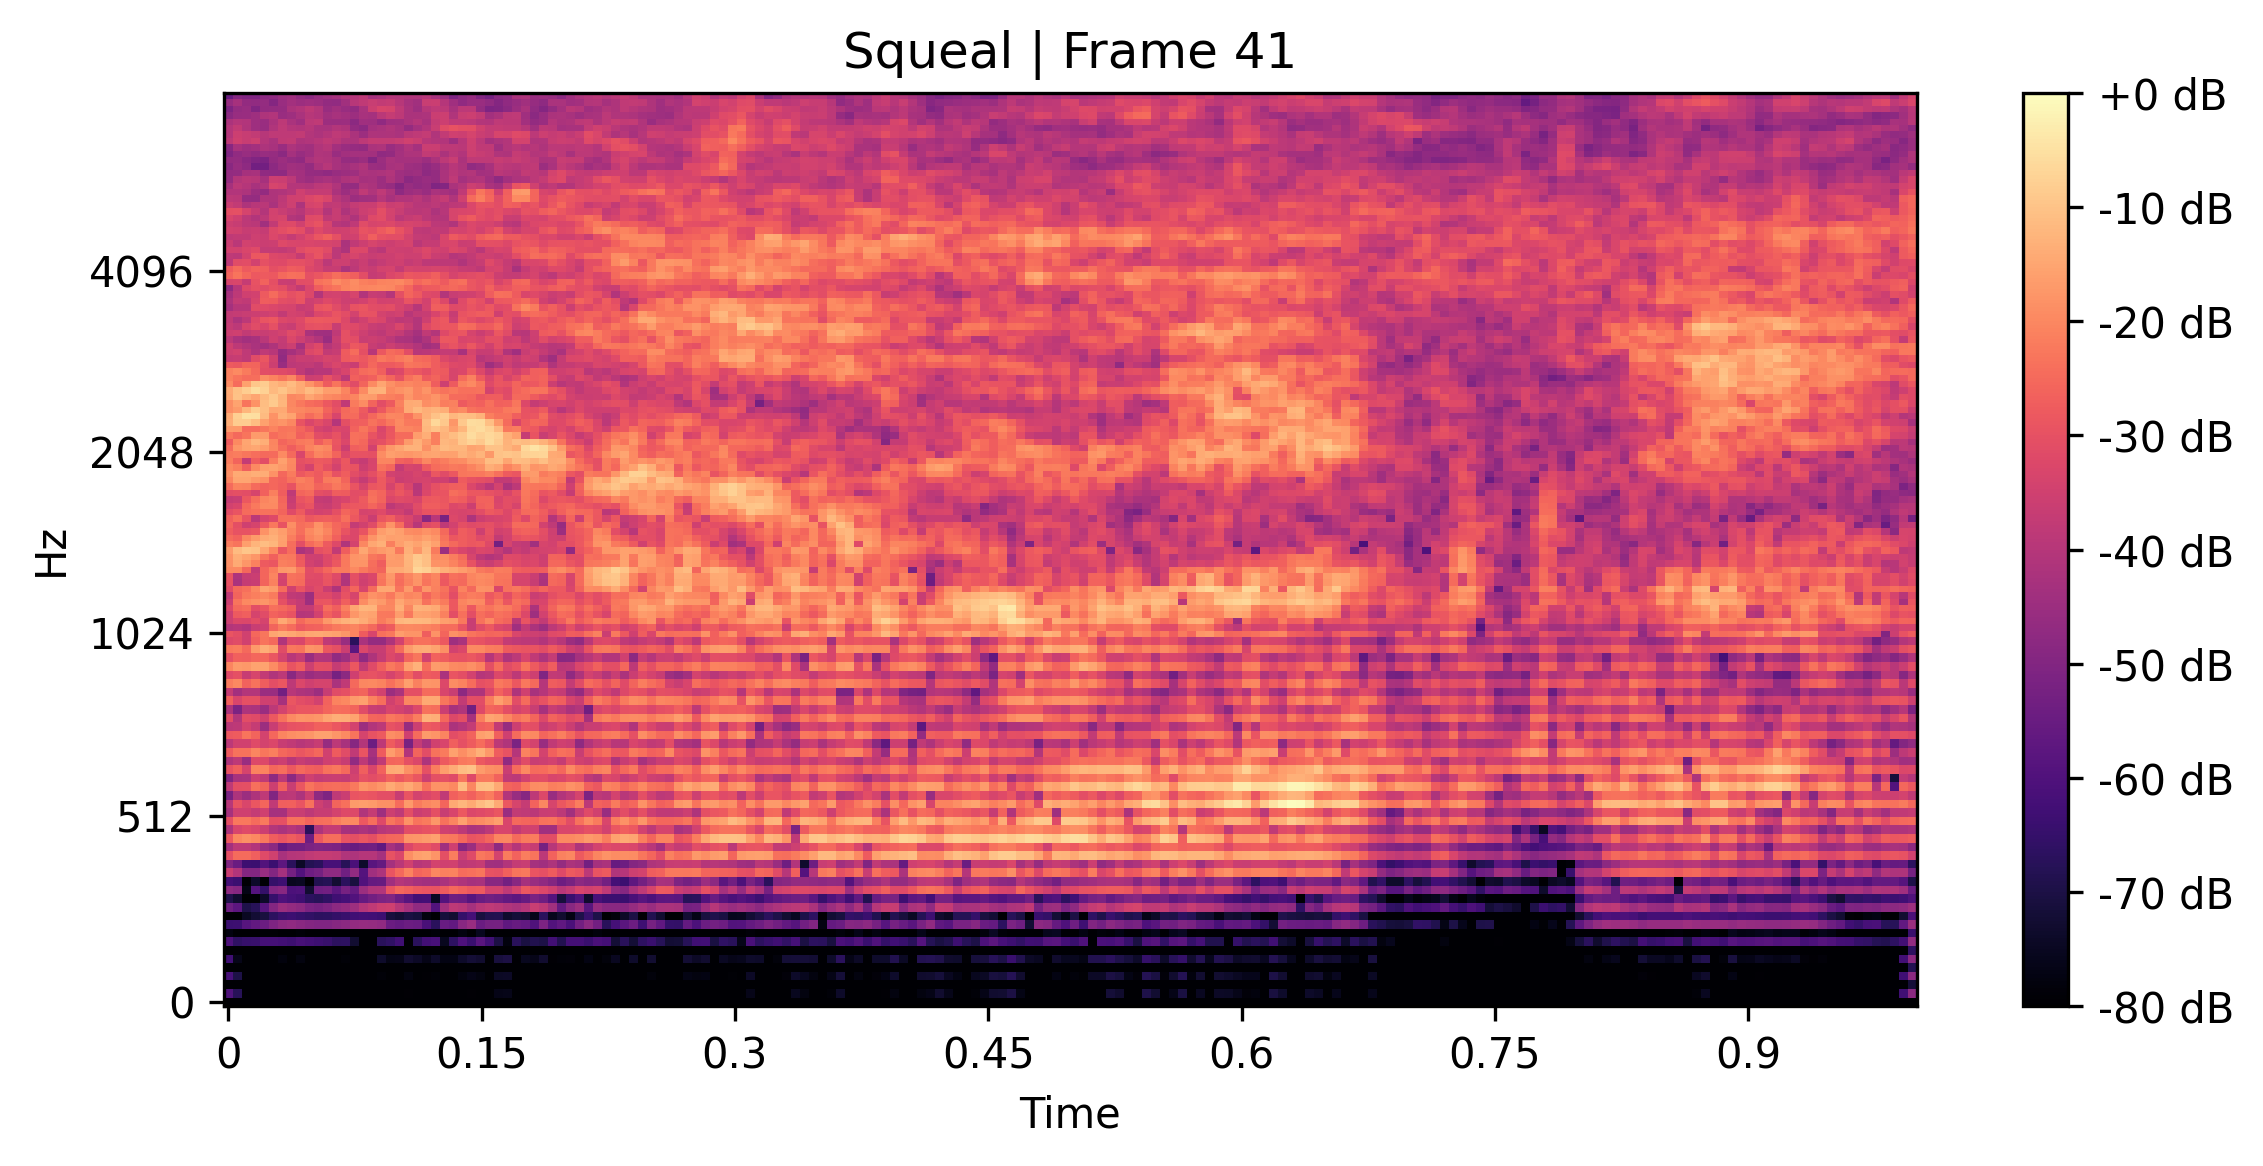 Squeal | Frame 41
+0 dB
-10 dB
-20 dB
-30 dB
-40 dB
-50 dB
-60 dB
-70 dB
-80 dB
Hz
4096
2048
1024
512
0
0 0.15 0.3 0.45 0.6 0.75 0.9
Time